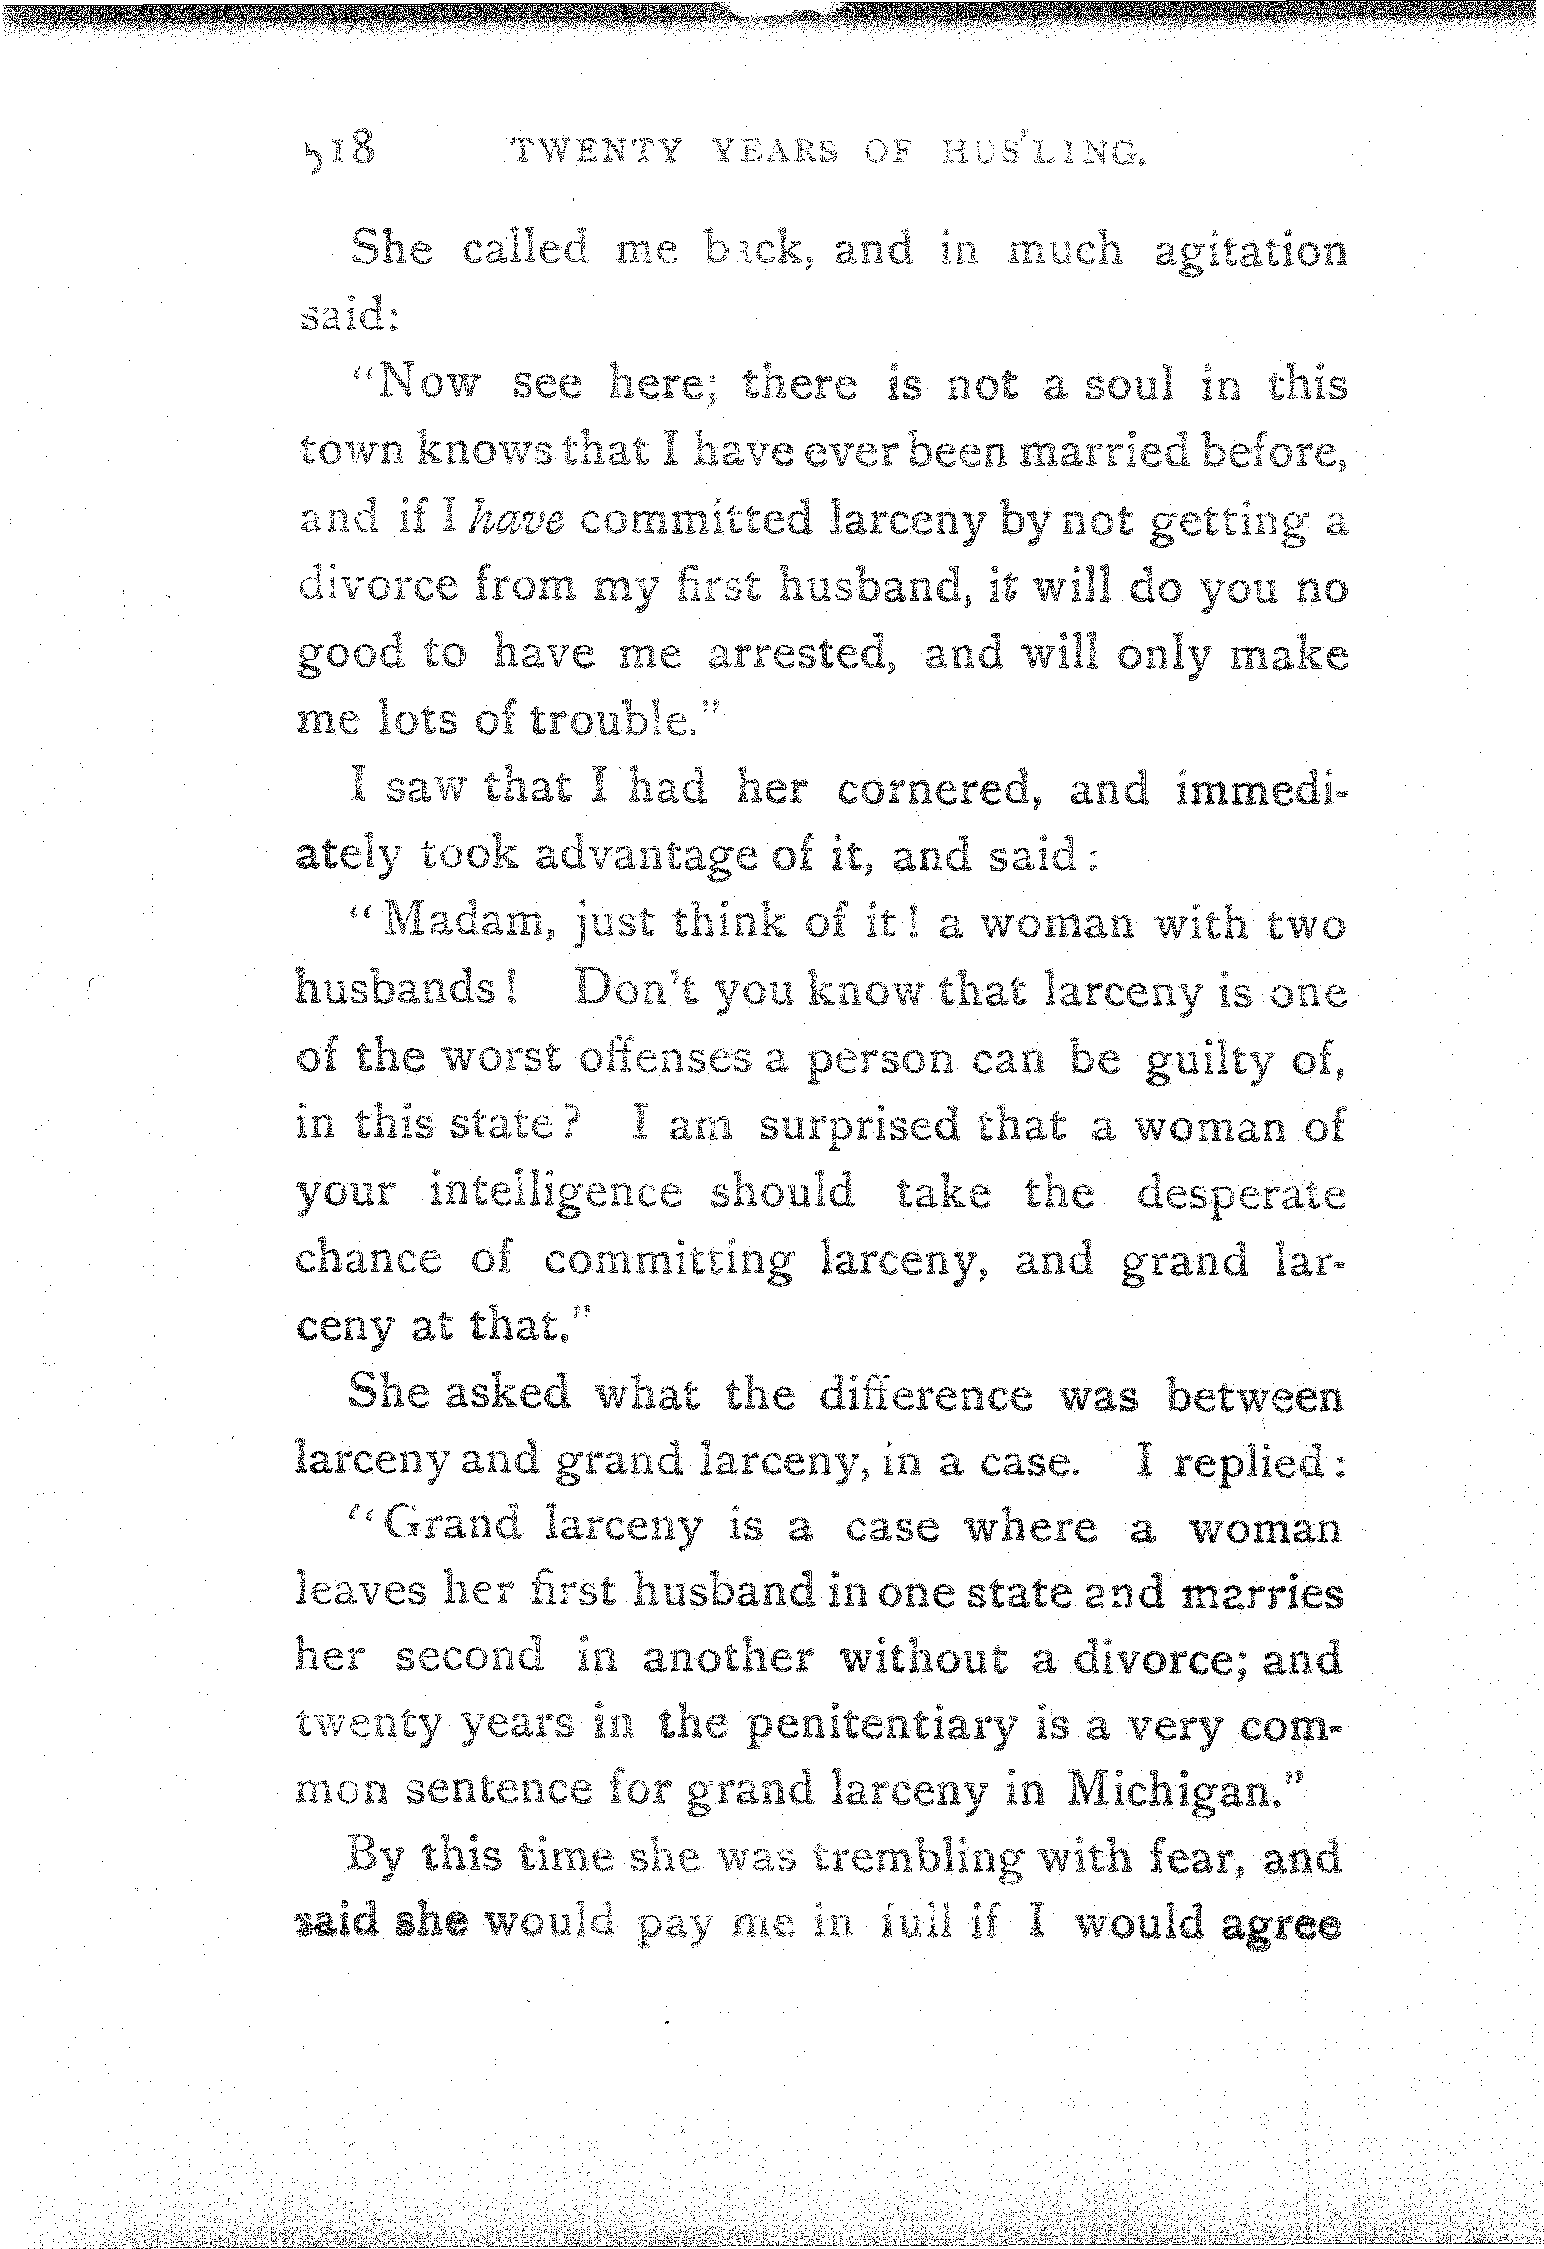 518 TWENTY YEARS OF HUS'LING.
She called me back, and in much agitation
said:
"Now see here; there is not a soul in this
town knows that I have ever been married before,
and if I have committed larceny by not getting a
divorce from my first husband, it will do you no
good to have me arrested, and will only make
me lots of trouble."
I saw that I had her cornered, and immedi-
ately took advantage of it, and said:
"Madam, just think of it! a woman with two
husbands! Don't you know that larceny is one
of the worst offenses a person can be guilty of,
in this state? I am surprised that a woman of
your intelligence should take the desperate
chance of committing larceny, and grand lar-
ceny at that."
She asked what the difference was between
larceny and grand larceny, in a case. I replied:
"Grand larceny is a case where a woman
leaves her first husband in one state and marries
her second in another without a divorce; and
twenty years in the penitentiary is a very com-
mon sentence for grand larceny in Michigan."
By this time she was trembling with fear, and
said she would pay me in full if I would agree